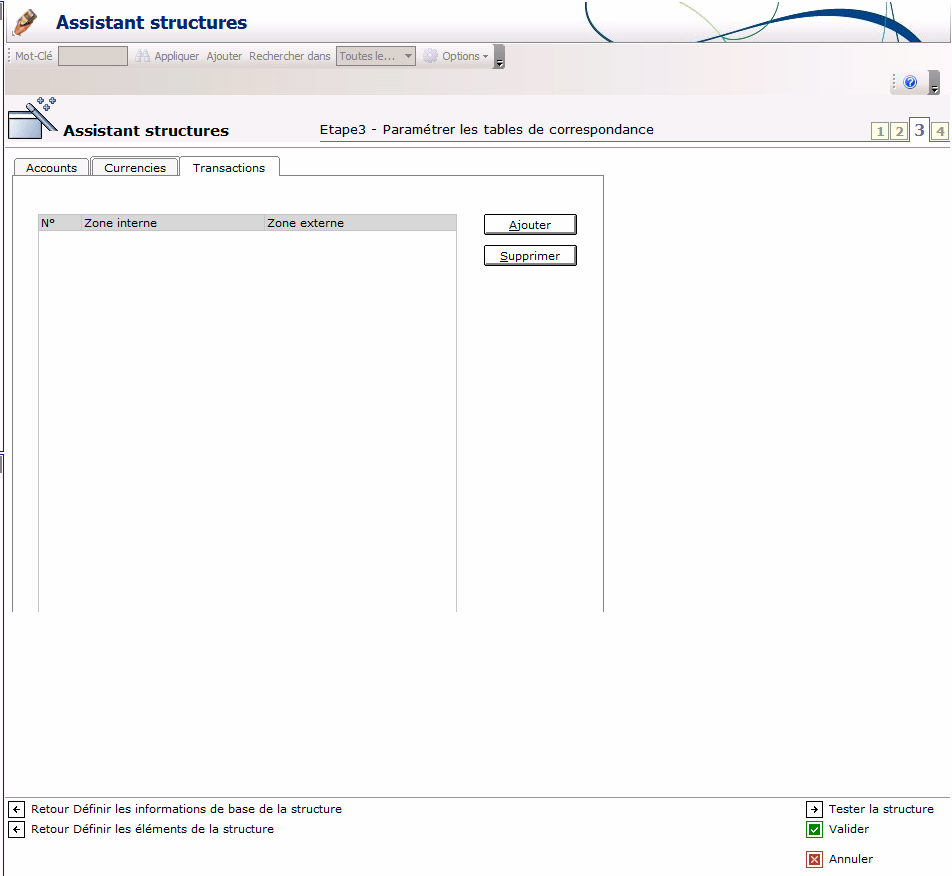 Assistant structures
Mot-Clé Appliquer Ajouter Rechercher dans Toutes le... Options
Assistant structures Etape3 - Paramétrer les tables de correspondance 1 2 3 4
Accounts Currencies Transactions
N° Zone interne Zone externe Ajouter
Supprimer
Retour Définir les informations de base de la structure Tester la structure
Retour Définir les éléments de la structure Valider
Annuler